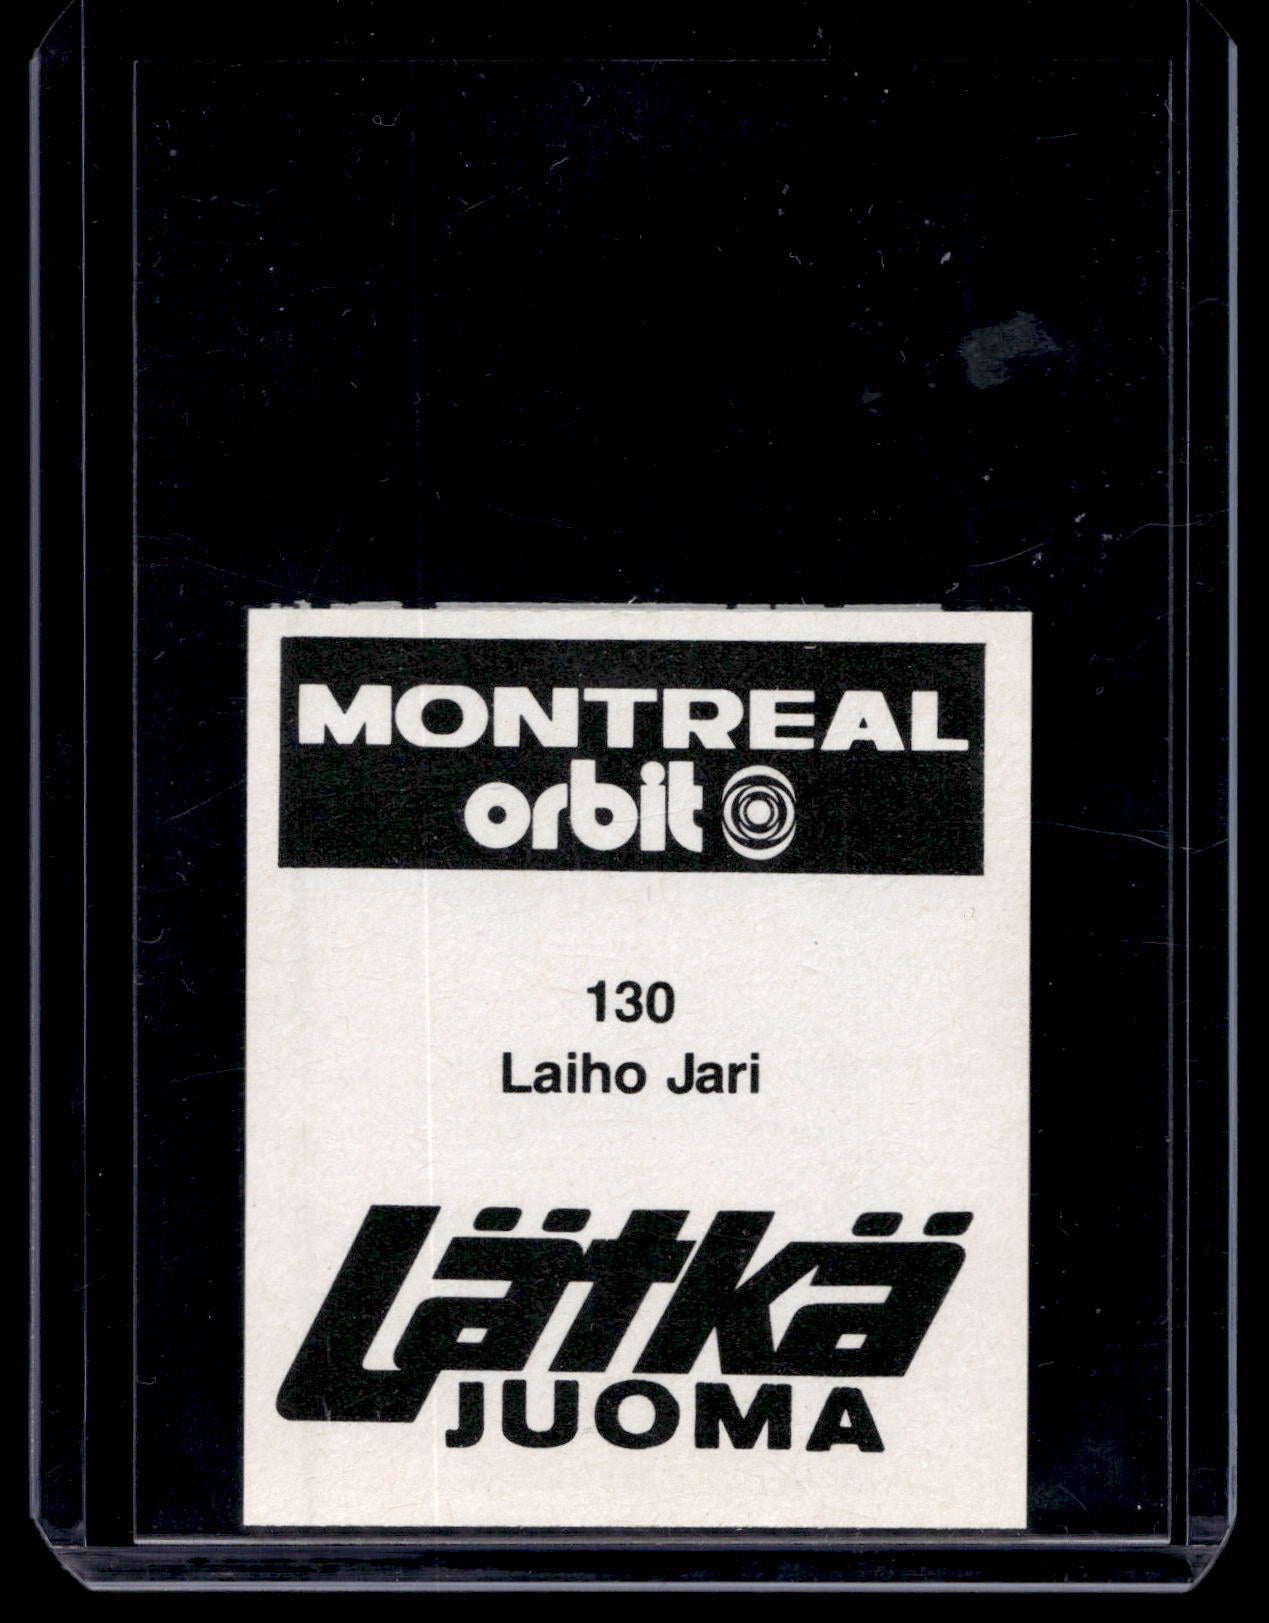 MONTREAL
orbit
130
Laiho Jari
Lätkä
JUOMA